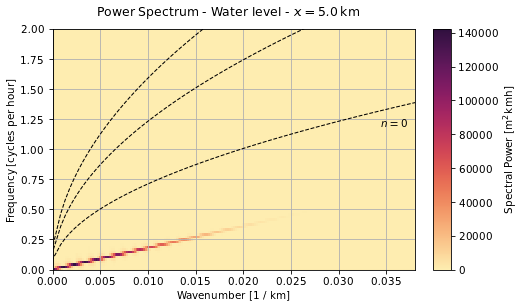 Power Spectrum - Water level - x = 5.0 km
2.00
1.75
1.50
1.25
1.00
0.75
0.50
0.25
0.00
Frequency [cycles per hour]
n = 0
0.000 0.005 0.010 0.015 0.020 0.025 0.030 0.035
Wavenumber [1 / km]
140000
120000
100000
80000
60000
40000
20000
0
Spectral Power [m² km h]